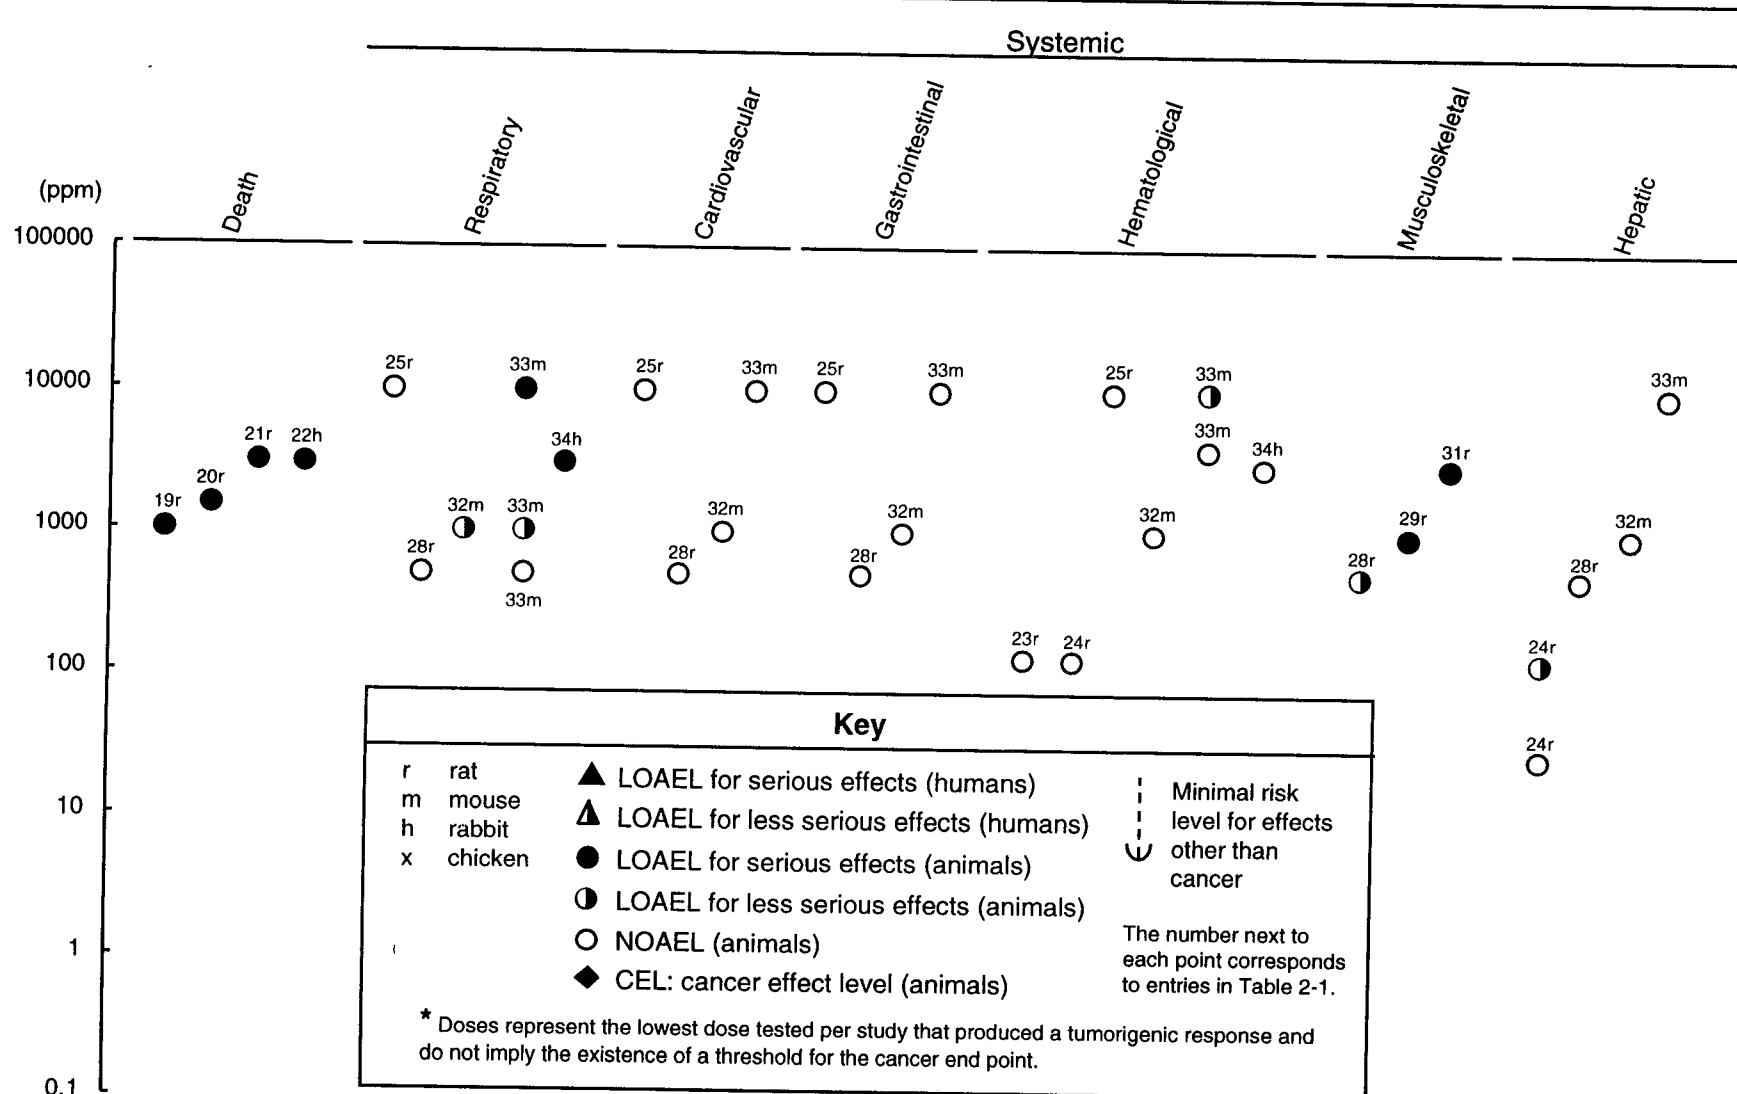 Systemic
Death
Respiratory
Cardiovascular
Gastrointestinal
Hematological
Musculoskeletal
Hepatic
(ppm)
100000
25r 33m 25r 33m 25r 33m 25r 33m 33m
10000
21r 22h 34h 33m 34h 31r
19r 20r 32m 33m 32m 32m 32m 29r 32m
1000
28r 28r 28r 28r 28r
33m
23r 24r 24r
100
24r
10
1
0.1
Key
r rat
m mouse
h rabbit
x chicken
LOAEL for serious effects (humans)
LOAEL for less serious effects (humans)
LOAEL for serious effects (animals)
LOAEL for less serious effects (animals)
NOAEL (animals)
CEL: cancer effect level (animals)
Minimal risk
level for effects
other than
cancer
The number next to
each point corresponds
to entries in Table 2-1.
* Doses represent the lowest dose tested per study that produced a tumorigenic response and
do not imply the existence of a threshold for the cancer end point.